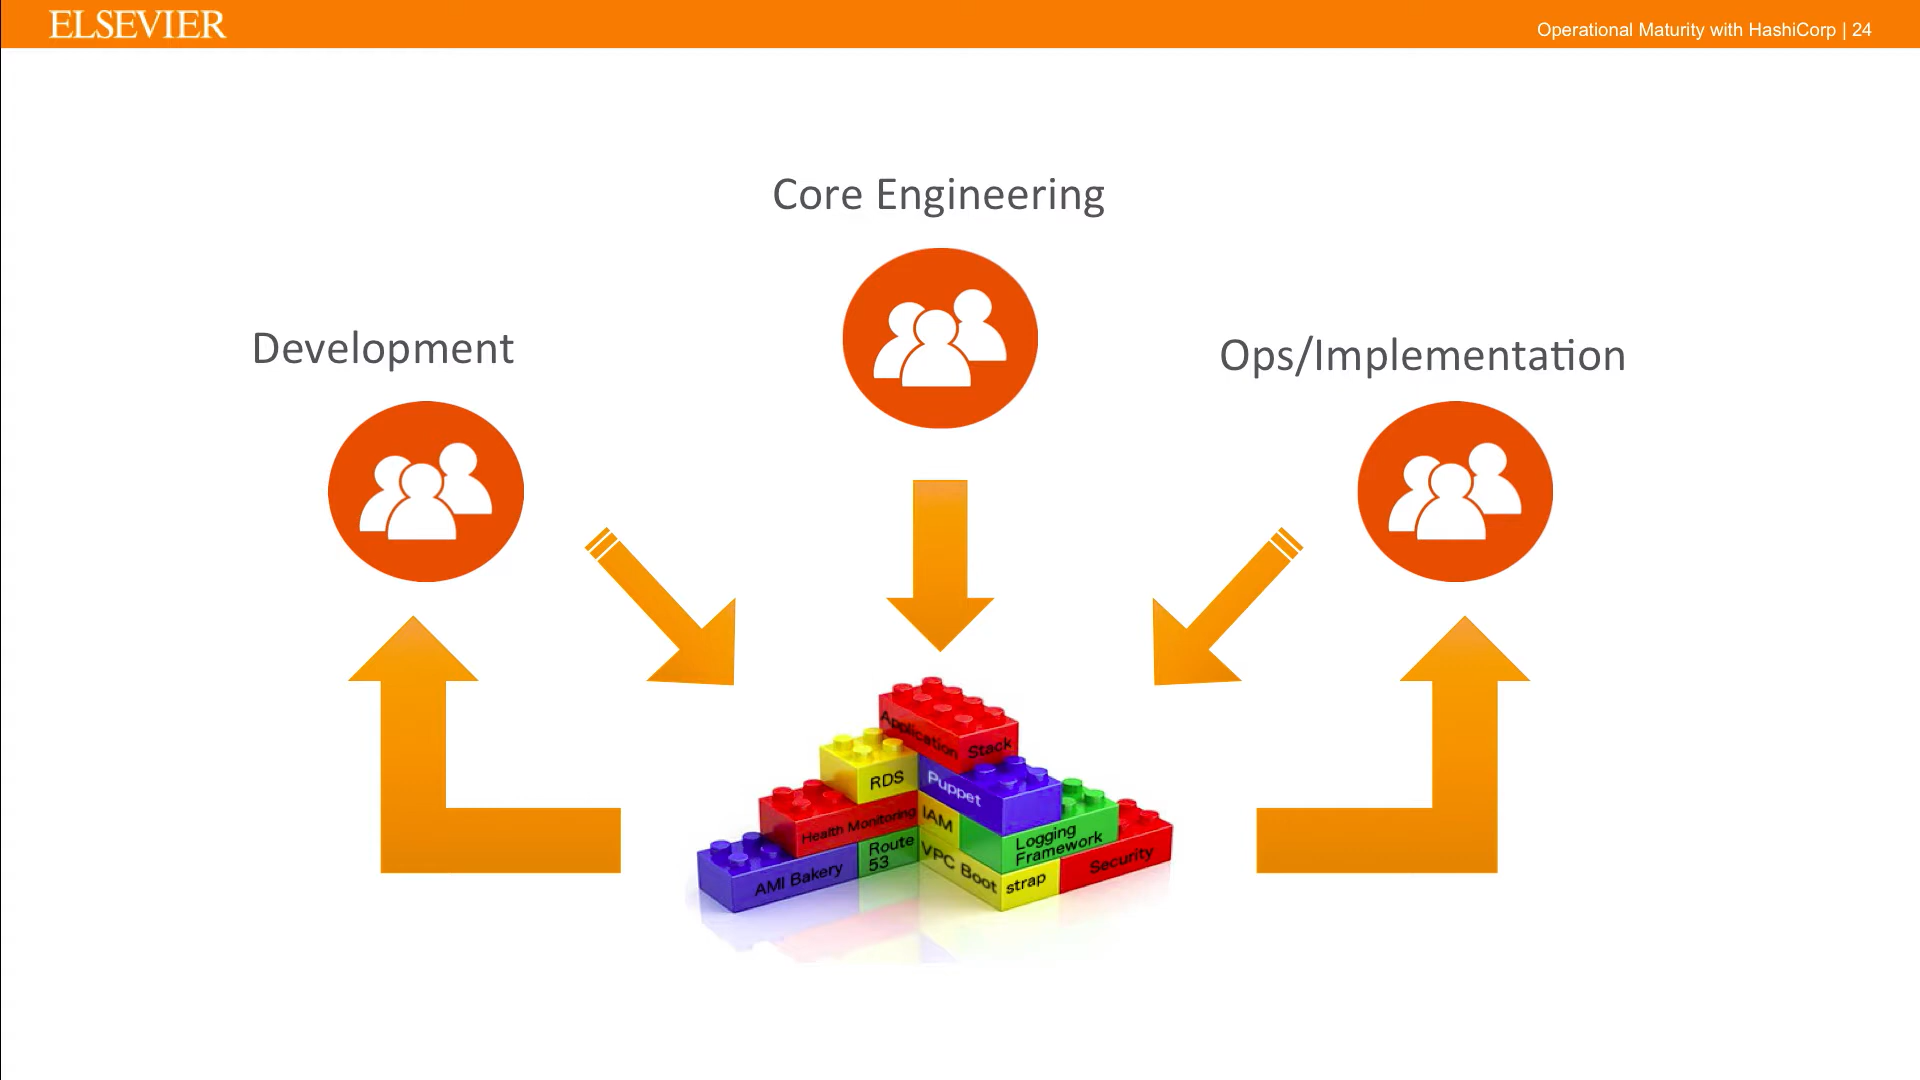 ELSEVIER
Operational Maturity with HashiCorp | 24
Core Engineering
Development
Ops/Implementation
Application Stack
RDS
Puppet
Health Monitoring
IAM
Logging
Framework
AMI Bakery
Route
53
VPC Boot strap
Security